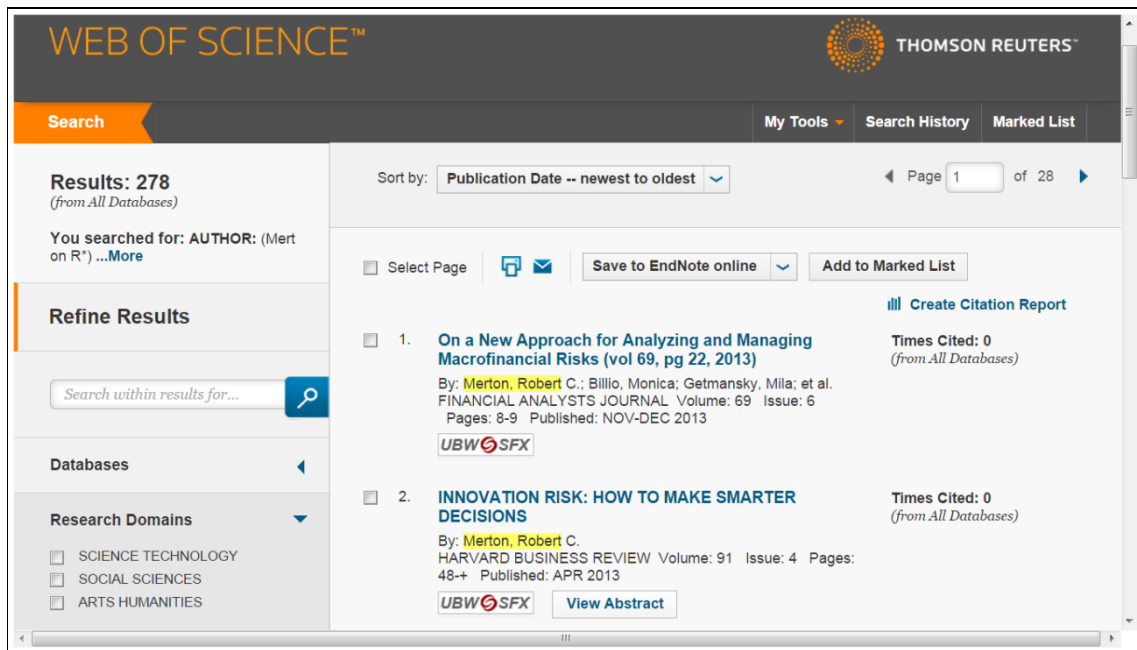 WEB OF SCIENCE™
THOMSON REUTERS™
Search
My Tools
Search History
Marked List
Results: 278
(from All Databases)
You searched for: AUTHOR: (Mert
on R*) ...More
Refine Results
Search within results for...
Databases
Research Domains
SCIENCE TECHNOLOGY
SOCIAL SCIENCES
ARTS HUMANITIES
Sort by: Publication Date -- newest to oldest
Page 1 of 28
Select Page
Save to EndNote online
Add to Marked List
Create Citation Report
1. On a New Approach for Analyzing and Managing
Macrofinancial Risks (vol 69, pg 22, 2013)
By: Merton, Robert C.; Billio, Monica; Getmansky, Mila; et al.
FINANCIAL ANALYSTS JOURNAL Volume: 69 Issue: 6
Pages: 8-9 Published: NOV-DEC 2013
UBW SFX
Times Cited: 0
(from All Databases)
2. INNOVATION RISK: HOW TO MAKE SMARTER
DECISIONS
By: Merton, Robert C.
HARVARD BUSINESS REVIEW Volume: 91 Issue: 4 Pages:
48-+ Published: APR 2013
UBW SFX
View Abstract
Times Cited: 0
(from All Databases)